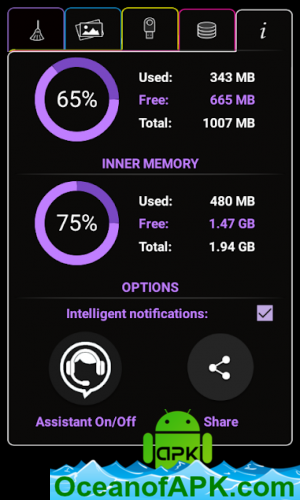 i
65%
Used: 343 MB
Free: 665 MB
Total: 1007 MB
INNER MEMORY
75%
Used: 480 MB
Free: 1.47 GB
Total: 1.94 GB
OPTIONS
Intelligent notifications:
Assistant On/Off Share
apk
OceanofAPK.com